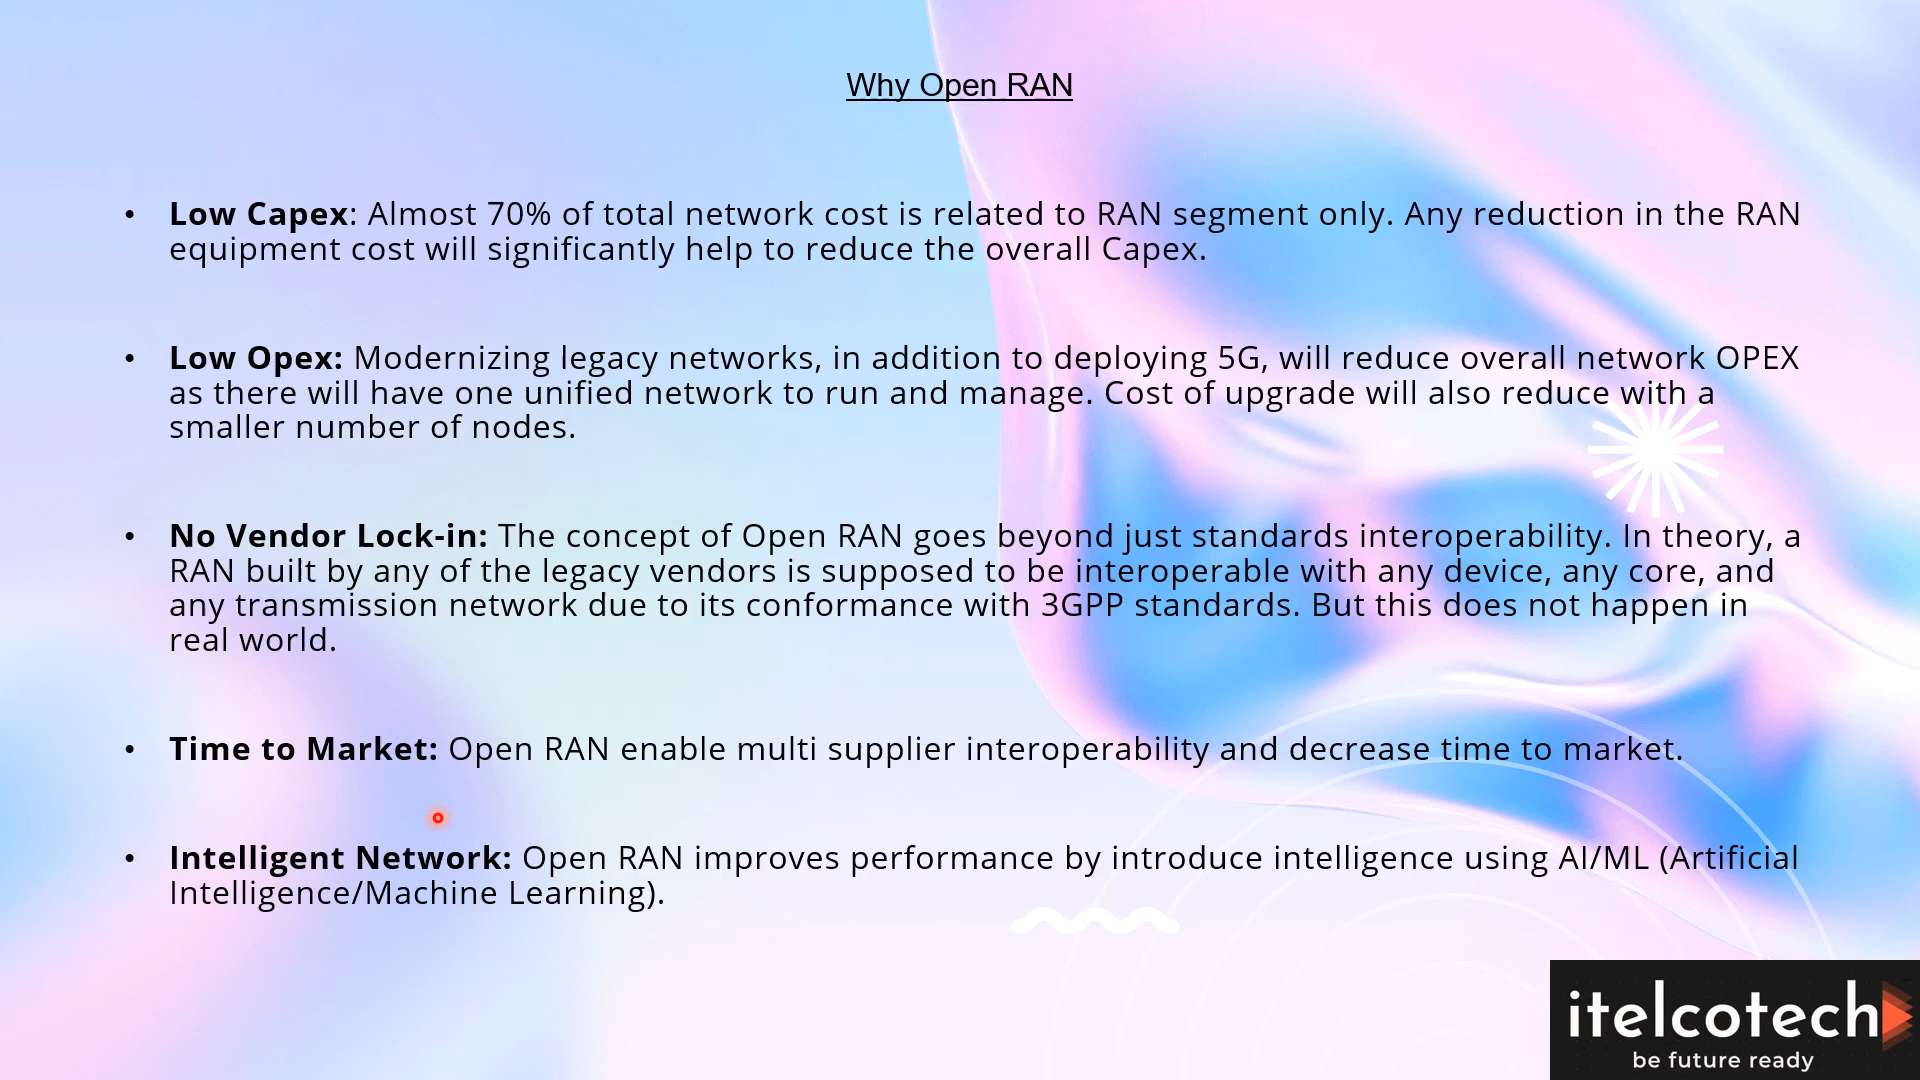 Why Open RAN
• Low Capex: Almost 70% of total network cost is related to RAN segment only. Any reduction in the RAN
equipment cost will significantly help to reduce the overall Capex.
• Low Opex: Modernizing legacy networks, in addition to deploying 5G, will reduce overall network OPEX
as there will have one unified network to run and manage. Cost of upgrade will also reduce with a
smaller number of nodes.
• No Vendor Lock-in: The concept of Open RAN goes beyond just standards interoperability. In theory, a
RAN built by any of the legacy vendors is supposed to be interoperable with any device, any core, and
any transmission network due to its conformance with 3GPP standards. But this does not happen in
real world.
• Time to Market: Open RAN enable multi supplier interoperability and decrease time to market.
• Intelligent Network: Open RAN improves performance by introduce intelligence using AI/ML (Artificial
Intelligence/Machine Learning).
itelcotech
be future ready